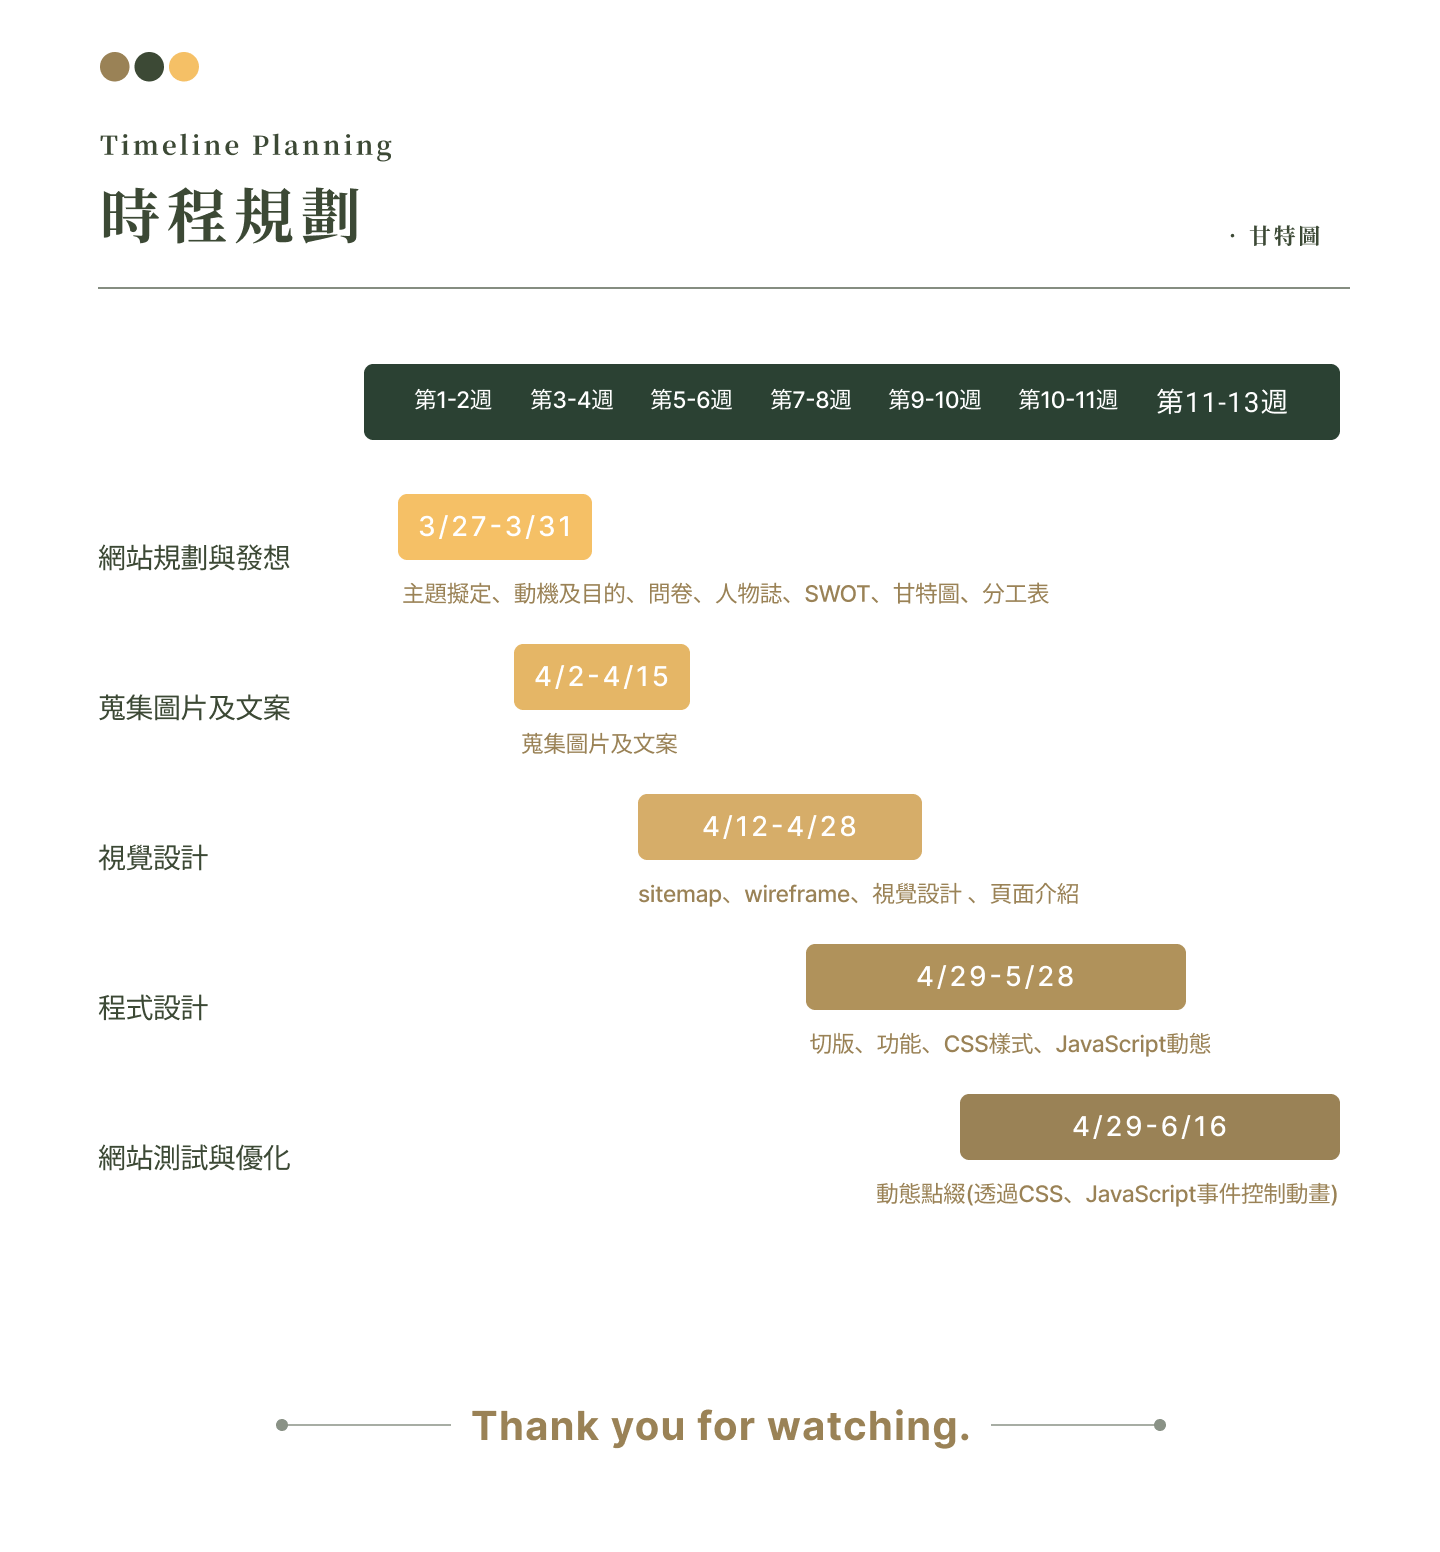 Timeline Planning
時程規劃
· 甘特圖
第1-2週 第3-4週 第5-6週 第7-8週 第9-10週 第10-11週 第11-13週
3/27-3/31
網站規劃與發想
主題擬定、動機及目的、問卷、人物誌、SWOT、甘特圖、分工表
4/2-4/15
蒐集圖片及文案
蒐集圖片及文案
4/12-4/28
視覺設計
sitemap、wireframe、視覺設計 、頁面介紹
4/29-5/28
程式設計
切版、功能、CSS樣式、JavaScript動態
4/29-6/16
網站測試與優化
動態點綴(透過CSS、JavaScript事件控制動畫)
Thank you for watching.